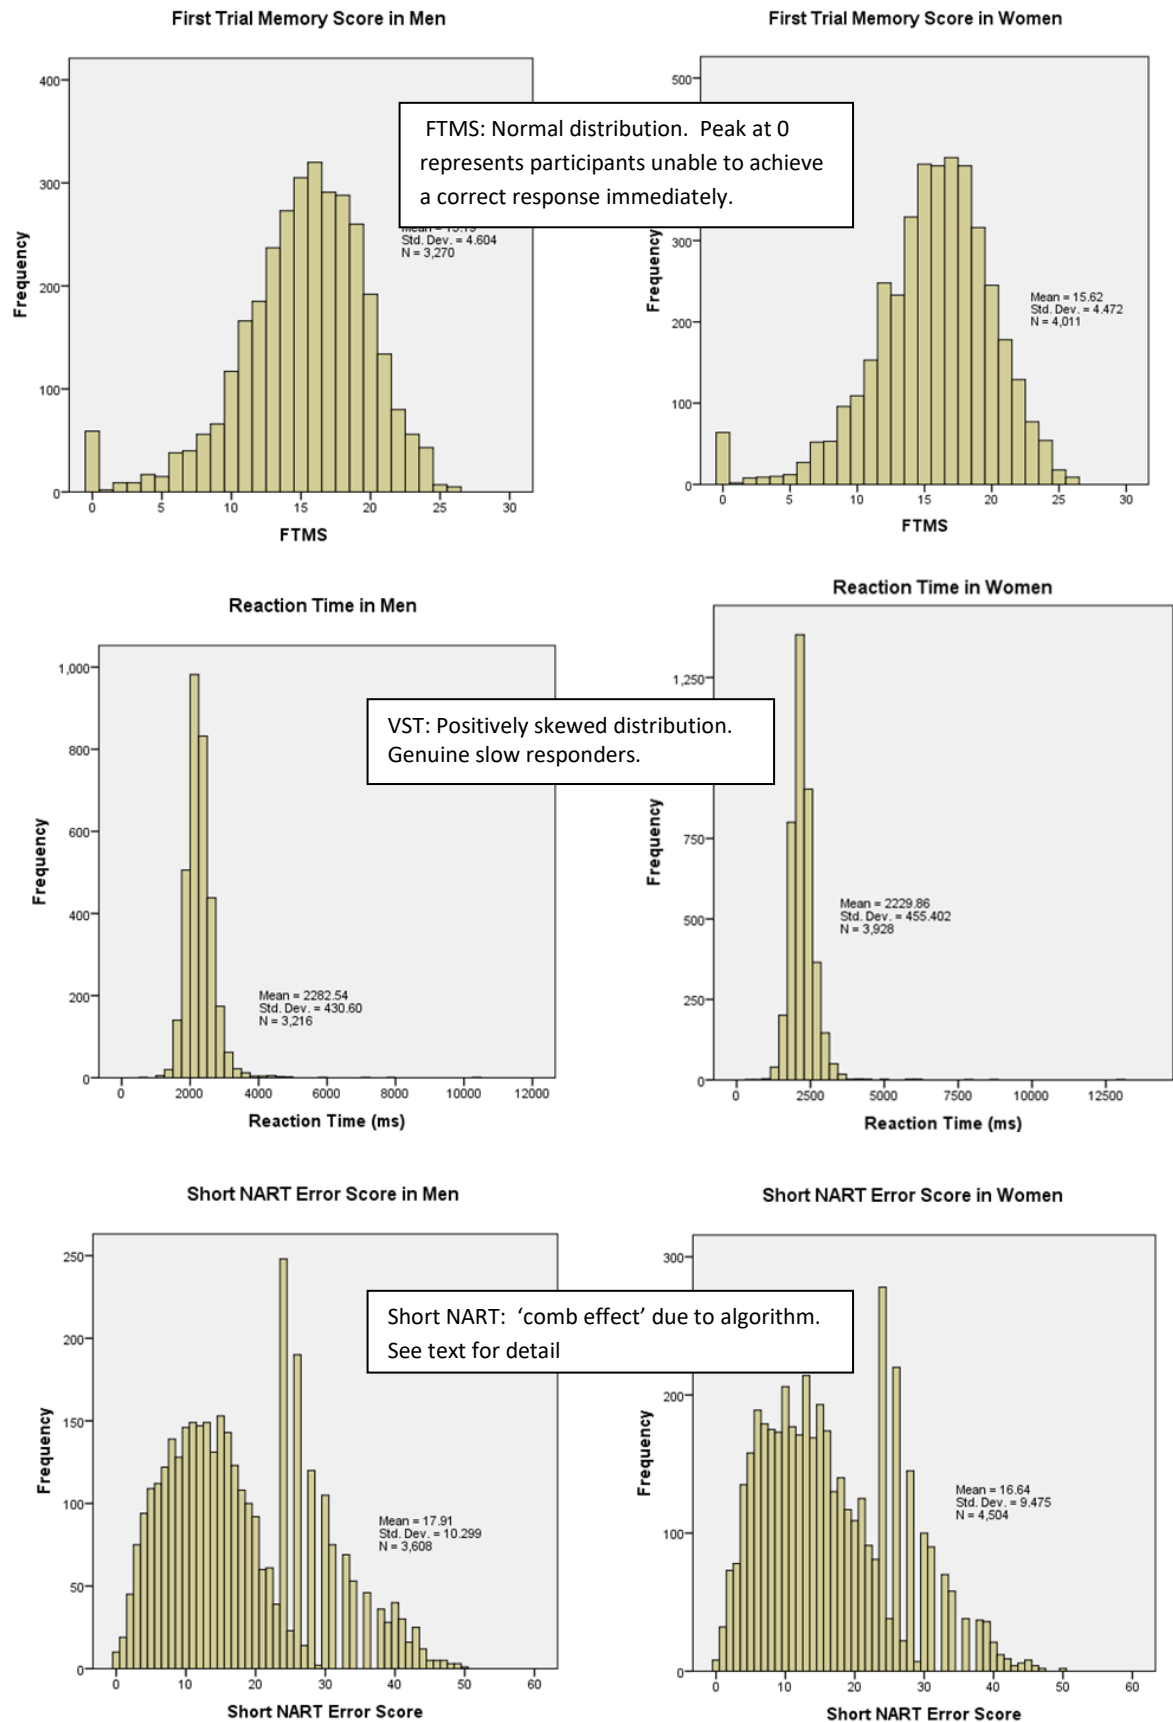 First Trial Memory Score in Men
First Trial Memory Score in Women
400
300
200
100
0
Frequency
0 5 10 15 20 25 30
FTMS
Std. Dev. = 4.604
N = 3,270
FTMS: Normal distribution. Peak at 0
represents participants unable to achieve
a correct response immediately.
500
300
200
100
0
Frequency
Mean = 15.62
Std. Dev. = 4.472
N = 4,011
0 5 10 15 20 25 30
FTMS
Reaction Time in Men
Reaction Time in Women
1,000
800
600
400
200
0
Frequency
Mean = 2282.54
Std. Dev. = 430.60
N = 3,216
0 2000 4000 6000 8000 10000 12000
Reaction Time (ms)
VST: Positively skewed distribution.
Genuine slow responders.
1,250
750
500
250
0
Frequency
Mean = 2229.86
Std. Dev. = 455.402
N = 3,928
0 2500 5000 7500 10000 12500
Reaction Time (ms)
Short NART Error Score in Men
Short NART Error Score in Women
250
200
150
100
50
0
Frequency
Mean = 17.91
Std. Dev. = 10.299
N = 3,608
0 10 20 30 40 50 60
Short NART Error Score
Short NART: ‘comb effect’ due to algorithm.
See text for detail
300
200
100
0
Frequency
Mean = 16.64
Std. Dev. = 9.475
N = 4,504
0 10 20 30 40 50 60
Short NART Error Score